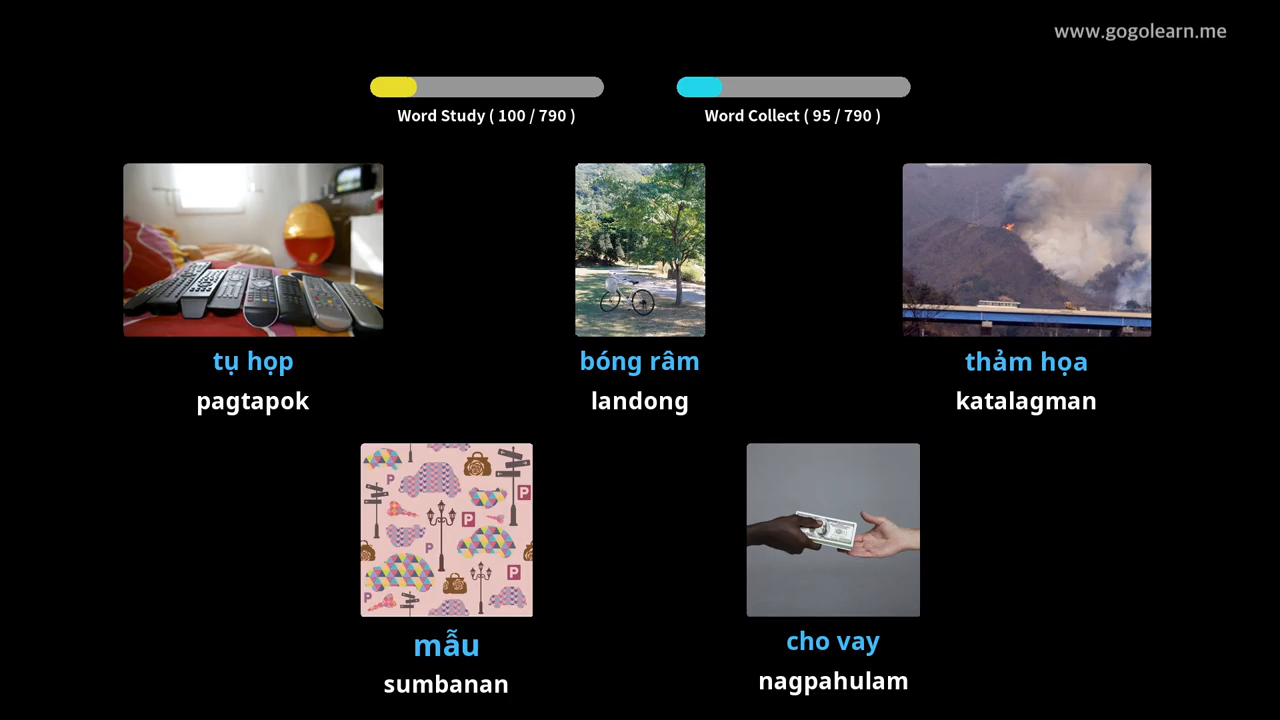 www.gogolearn.me
Word Study ( 100 / 790 )
Word Collect ( 95 / 790 )
tụ họp
pagtapok
bóng râm
landong
thảm họa
katalagman
P
P
P
P
P
P
mẫu
sumbanan
cho vay
nagpahulam